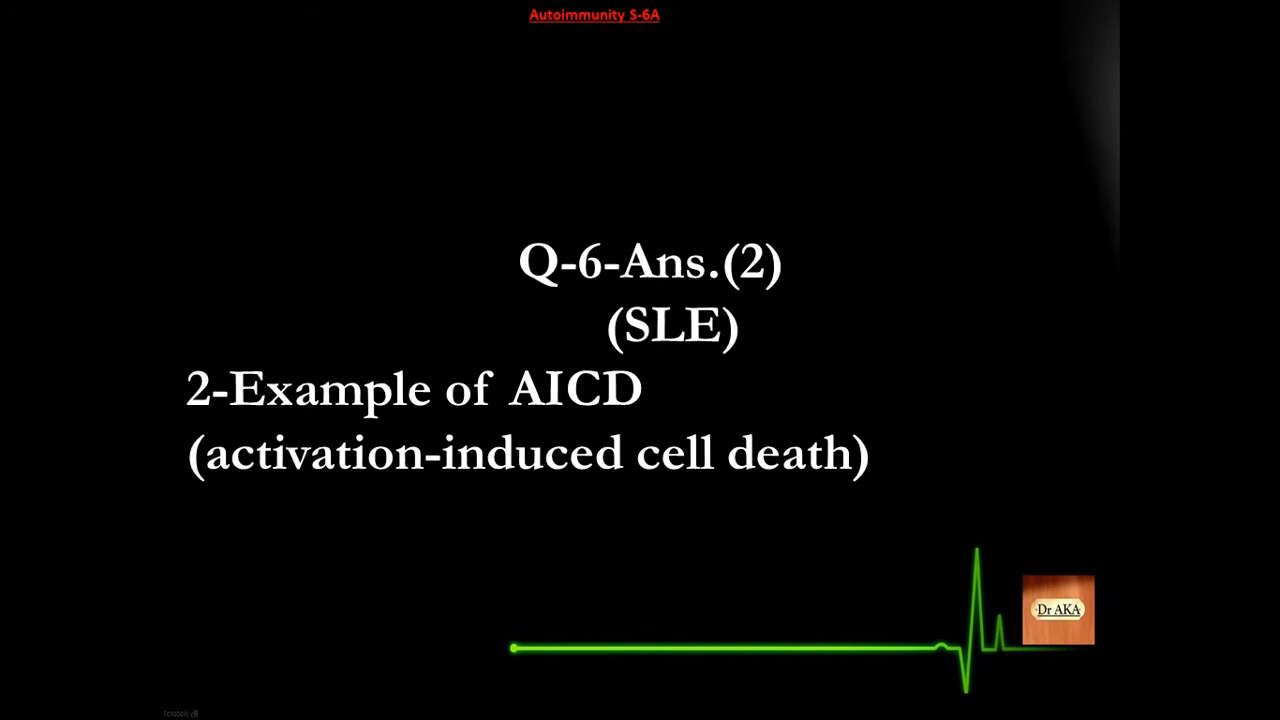 Autoimmunity S-6A
Q-6-Ans.(2)
(SLE)
2-Example of AICD
(activation-induced cell death)
Dr AKA